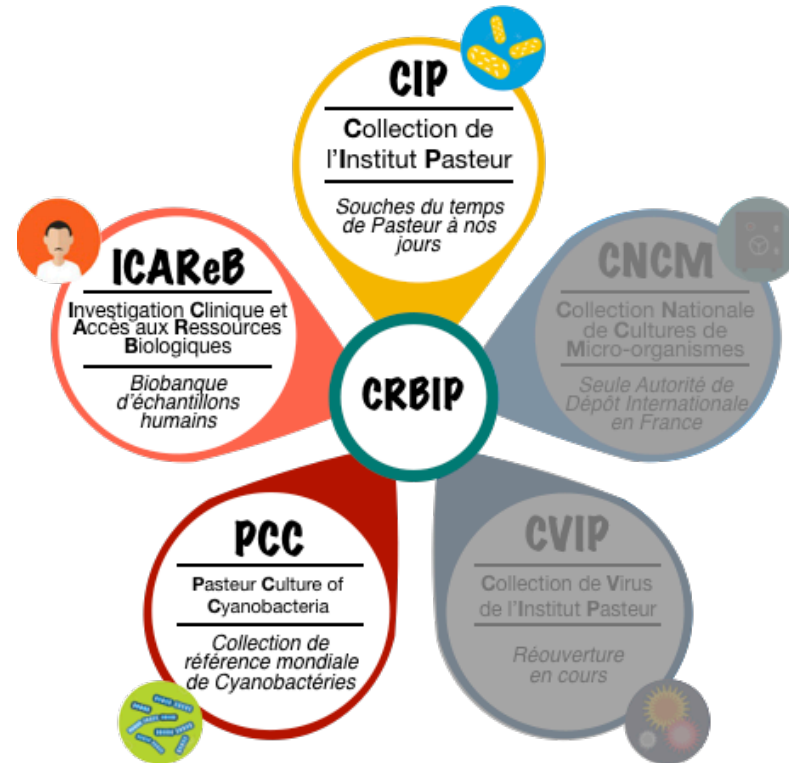 CIP
Collection de
l'Institut Pasteur
Souches du temps
de Pasteur à nos
jours
ICAReB
Investigation Clinique et
Accès aux Ressources
Biologiques
Biobanque
d'échantillons
humains
CNCM
Collection Nationale
de Cultures de
Micro-organismes
Seule Autorité de
Dépôt Internationale
en France
CRBIP
PCC
Pasteur Culture of
Cyanobacteria
Collection de
référence mondiale
de Cyanobactéries
CVIP
Collection de Virus
de l'Institut Pasteur
Réouverture
en cours